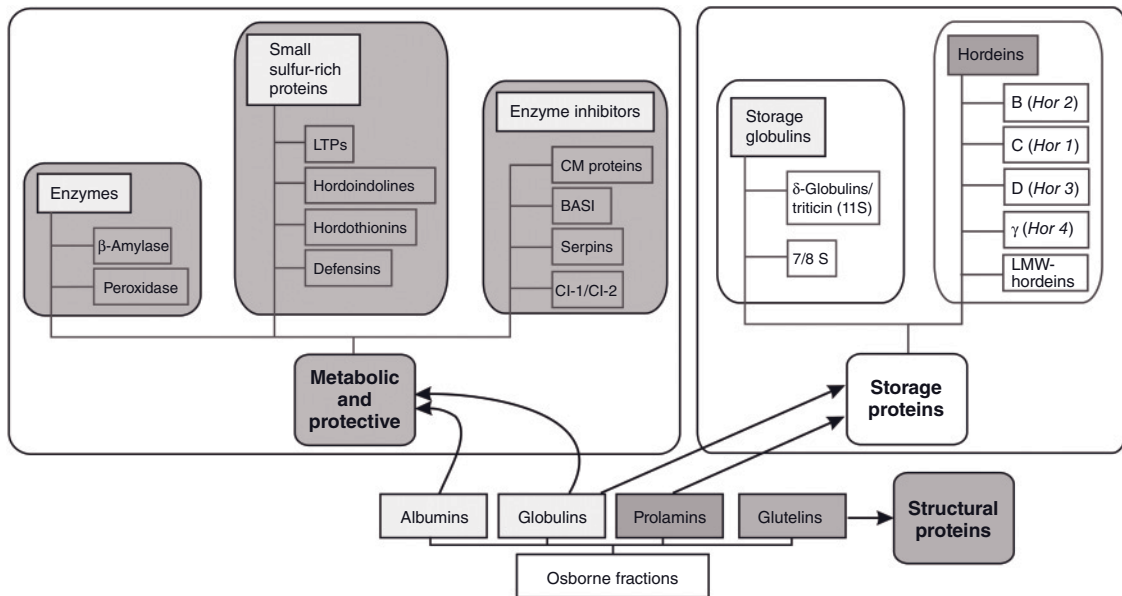 Small
sulfur-rich
proteins
LTPs
Hordoindolines
Hordothionins
Defensins
Enzymes
β-Amylase
Peroxidase
Enzyme inhibitors
CM proteins
BASI
Serpins
CI-1/CI-2
Metabolic
and
protective
Storage
globulins
δ-Globulins/
triticin (11S)
7/8 S
Hordeins
B (Hor 2)
C (Hor 1)
D (Hor 3)
γ (Hor 4)
LMW-
hordeins
Storage
proteins
Albumins
Globulins
Prolamins
Glutelins
Structural
proteins
Osborne fractions